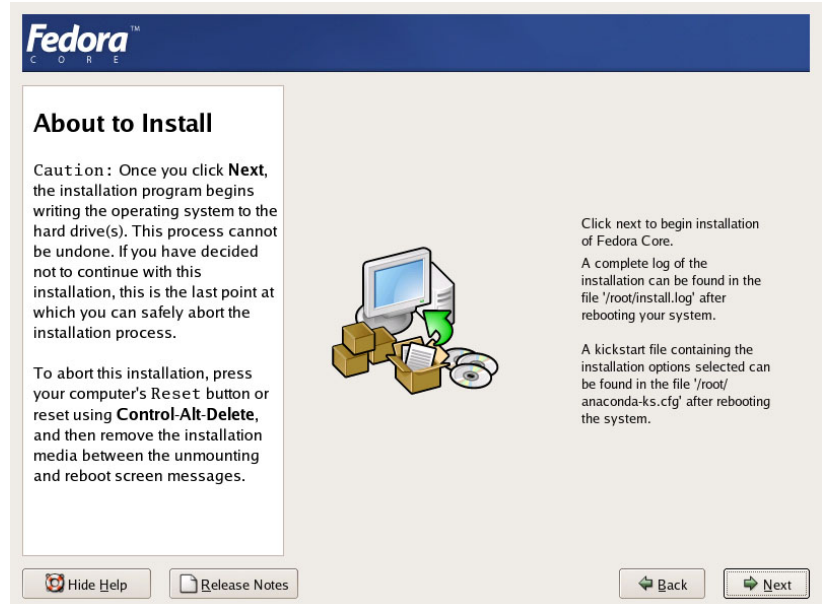 Fedora™
CORE
About to Install
Caution: Once you click Next,
the installation program begins
writing the operating system to the
hard drive(s). This process cannot
be undone. If you have decided
not to continue with this
installation, this is the last point at
which you can safely abort the
installation process.
To abort this installation, press
your computer's Reset button or
reset using Control-Alt-Delete,
and then remove the installation
media between the unmounting
and reboot screen messages.
Click next to begin installation
of Fedora Core.
A complete log of the
installation can be found in the
file '/root/install.log' after
rebooting your system.
A kickstart file containing the
installation options selected can
be found in the file '/root/
anaconda-ks.cfg' after rebooting
the system.
Hide Help
Release Notes
Back
Next